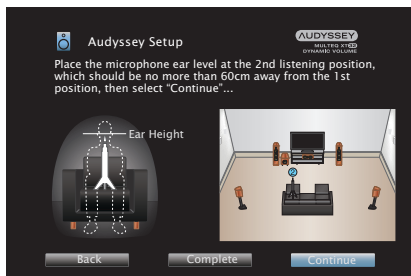 Audyssey Setup
AUDYSSEY
MULTEQ XT32
DYNAMIC VOLUME
Place the microphone ear level at the 2nd listening position,
which should be no more than 60cm away from the 1st
position, then select “Continue”...
Ear Height
2
Back
Complete
Continue